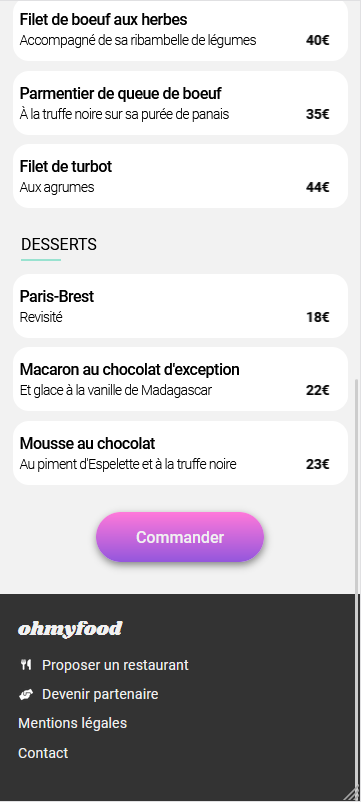 Filet de boeuf aux herbes
Accompagné de sa ribambelle de légumes 40€
Parmentier de queue de boeuf
À la truffe noire sur sa purée de panais 35€
Filet de turbot
Aux agrumes 44€
DESSERTS
Paris-Brest
Revisité 18€
Macaron au chocolat d'exception
Et glace à la vanille de Madagascar 22€
Mousse au chocolat
Au piment d'Espelette et à la truffe noire 23€
Commander
ohmyfood
Proposer un restaurant
Devenir partenaire
Mentions légales
Contact